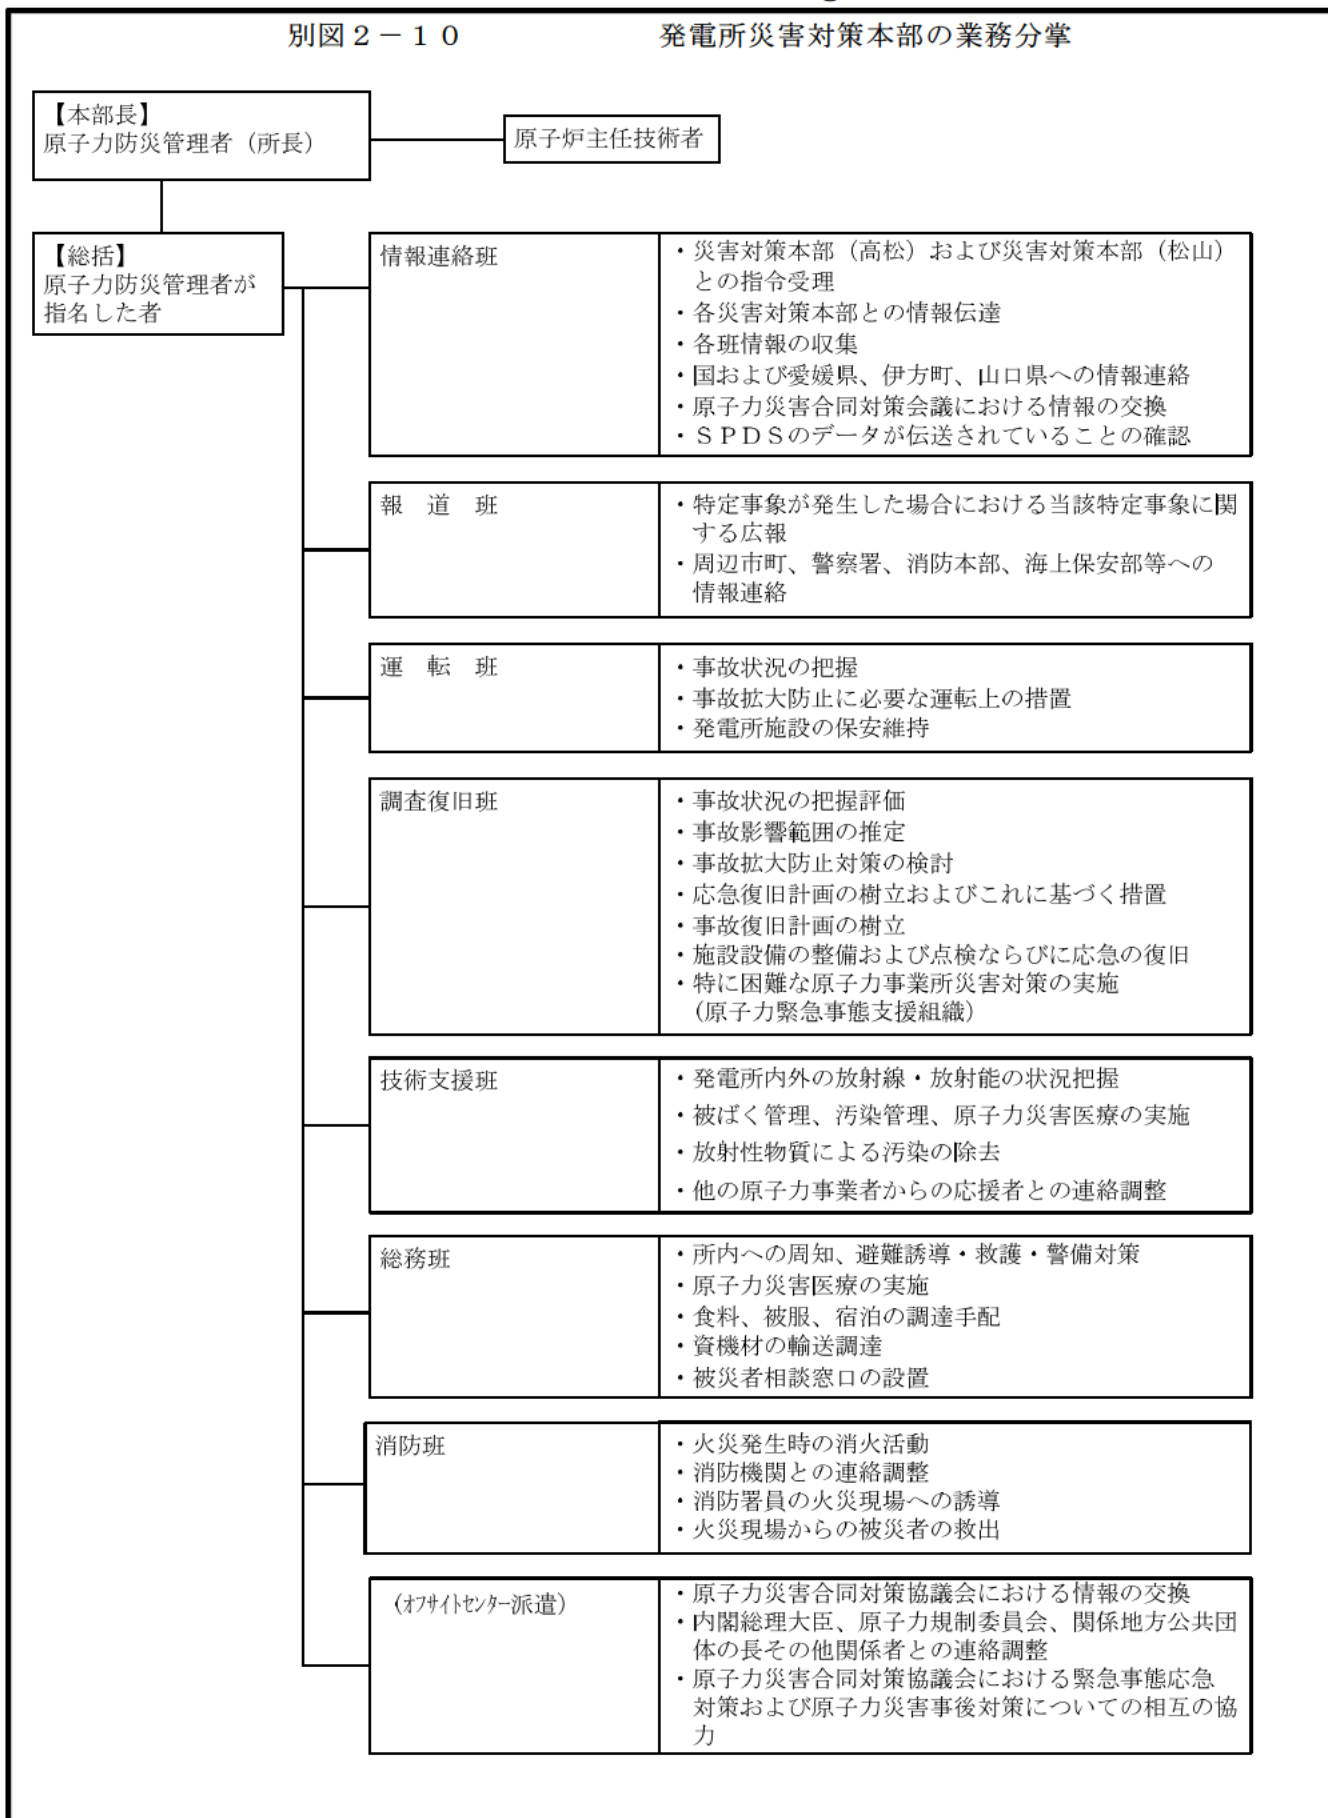 別図２－１０　発電所災害対策本部の業務分掌
【本部長】
原子力防災管理者（所長）
原子炉主任技術者
【総括】
原子力防災管理者が
指名した者
情報連絡班
・災害対策本部（高松）および災害対策本部（松山）
との指令受理
・各災害対策本部との情報伝達
・各班情報の収集
・国および愛媛県、伊方町、山口県への情報連絡
・原子力災害合同対策会議における情報の交換
・ＳＰＤＳのデータが伝送されていることの確認
報　道　班
・特定事象が発生した場合における当該特定事象に関
する広報
・周辺市町、警察署、消防本部、海上保安部等への
情報連絡
運　転　班
・事故状況の把握
・事故拡大防止に必要な運転上の措置
・発電所施設の保安維持
調査復旧班
・事故状況の把握評価
・事故影響範囲の推定
・事故拡大防止対策の検討
・応急復旧計画の樹立およびこれに基づく措置
・事故復旧計画の樹立
・施設設備の整備および点検ならびに応急の復旧
・特に困難な原子力事業所災害対策の実施
（原子力緊急事態支援組織）
技術支援班
・発電所内外の放射線・放射能の状況把握
・被ばく管理、汚染管理、原子力災害医療の実施
・放射性物質による汚染の除去
・他の原子力事業者からの応援者との連絡調整
総務班
・所内への周知、避難誘導・救護・警備対策
・原子力災害医療の実施
・食料、被服、宿泊の調達手配
・資機材の輸送調達
・被災者相談窓口の設置
消防班
・火災発生時の消火活動
・消防機関との連絡調整
・消防署員の火災現場への誘導
・火災現場からの被災者の救出
（ｵﾌｻｲﾄｾﾝﾀｰ派遣）
・原子力災害合同対策協議会における情報の交換
・内閣総理大臣、原子力規制委員会、関係地方公共団
体の長その他関係者との連絡調整
・原子力災害合同対策協議会における緊急事態応急
対策および原子力災害事後対策についての相互の協
力